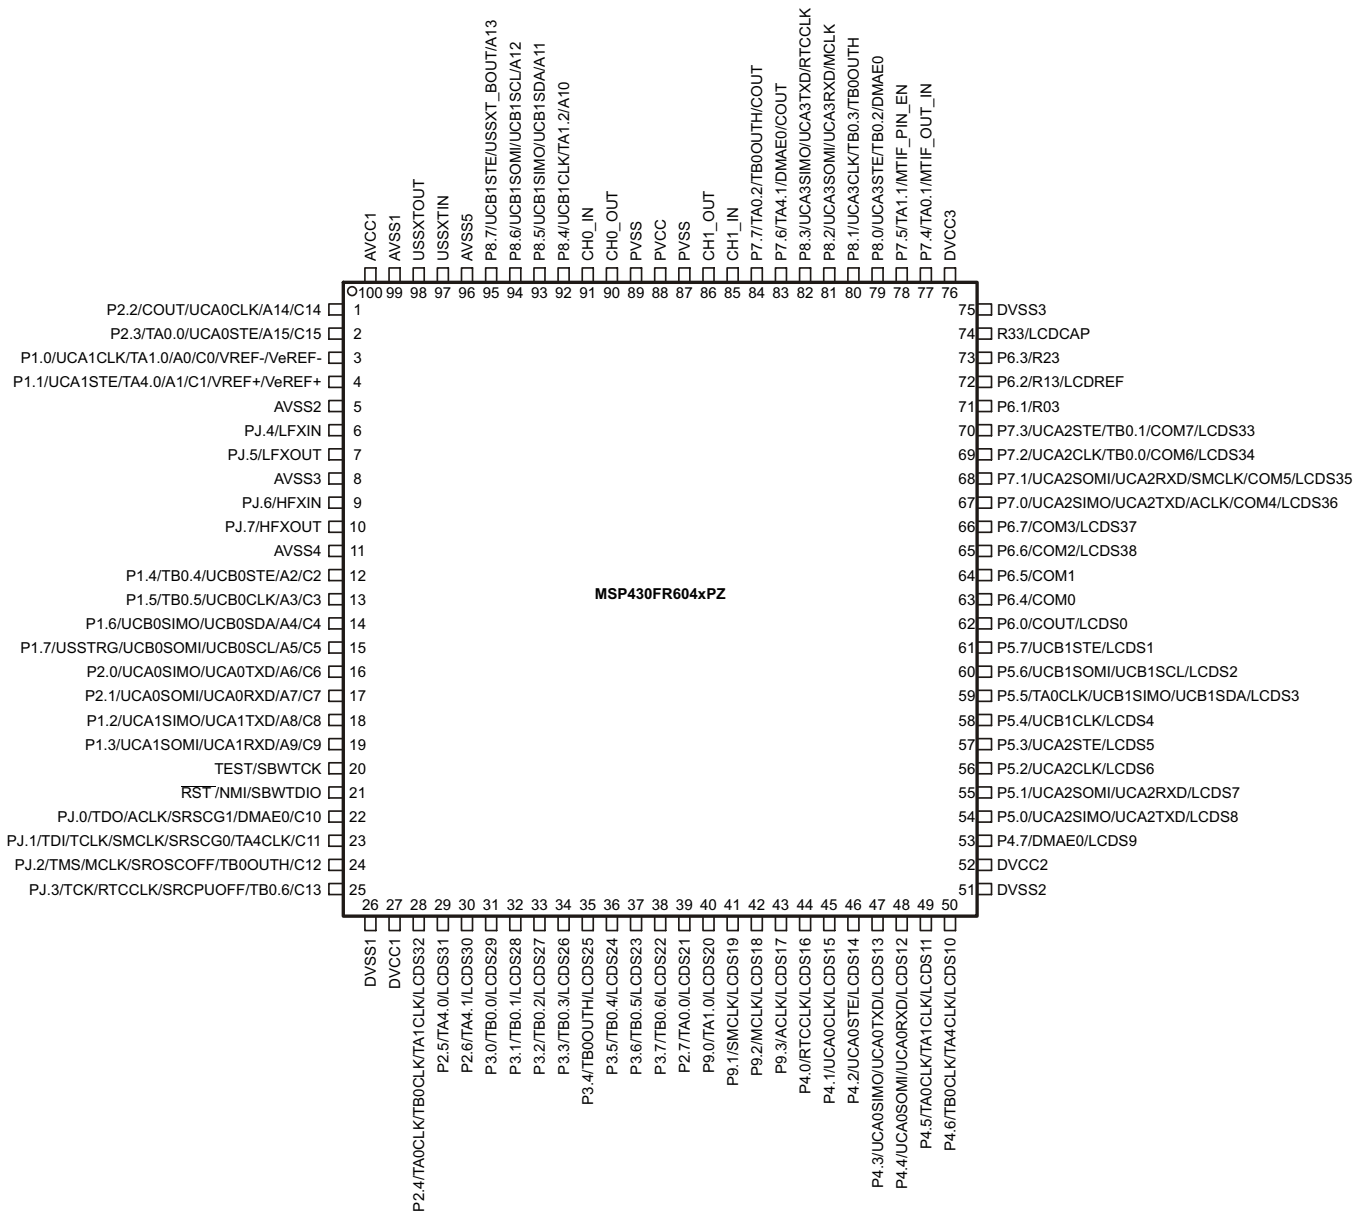 AVCC1
AVSS1
USSXTOUT
USSXTIN
AVSS5
P8.7/UCB1STE/USSXT_BOUT/A13
P8.6/UCB1SOMI/UCB1SCL/A12
P8.5/UCB1SIMO/UCB1SDA/A11
P8.4/UCB1CLK/TA1.2/A10
CH0_IN
CH0_OUT
PVSS
PVCC
PVSS
CH1_OUT
CH1_IN
P7.7/TA0.2/TB0OUTH/COUT
P7.6/TA4.1/DMAE0/COUT
P8.3/UCA3SIMO/UCA3TXD/RTCCLK
P8.2/UCA3SOMI/UCA3RXD/MCLK
P8.1/UCA3CLK/TB0.3/TB0OUTH
P8.0/UCA3STE/TB0.2/DMAE0
P7.5/TA1.1/MTIF_PIN_EN
P7.4/TA0.1/MTIF_OUT_IN
DVCC3
100 99 98 97 96 95 94 93 92 91 90 89 88 87 86 85 84 83 82 81 80 79 78 77 76
P2.2/COUT/UCA0CLK/A14/C14 1
P2.3/TA0.0/UCA0STE/A15/C15 2
P1.0/UCA1CLK/TA1.0/A0/C0/VREF-/VeREF- 3
P1.1/UCA1STE/TA4.0/A1/C1/VREF+/VeREF+ 4
AVSS2 5
PJ.4/LFXIN 6
PJ.5/LFXOUT 7
AVSS3 8
PJ.6/HFXIN 9
PJ.7/HFXOUT 10
AVSS4 11
P1.4/TB0.4/UCB0STE/A2/C2 12
P1.5/TB0.5/UCB0CLK/A3/C3 13
P1.6/UCB0SIMO/UCB0SDA/A4/C4 14
P1.7/USSTRG/UCB0SOMI/UCB0SCL/A5/C5 15
P2.0/UCA0SIMO/UCA0TXD/A6/C6 16
P2.1/UCA0SOMI/UCA0RXD/A7/C7 17
P1.2/UCA1SIMO/UCA1TXD/A8/C8 18
P1.3/UCA1SOMI/UCA1RXD/A9/C9 19
TEST/SBWTCK 20
RST/NMI/SBWTDIO 21
PJ.0/TDO/ACLK/SRSCG1/DMAE0/C10 22
PJ.1/TDI/TCLK/SMCLK/SRSCG0/TA4CLK/C11 23
PJ.2/TMS/MCLK/SROSCOFF/TB0OUTH/C12 24
PJ.3/TCK/RTCCLK/SRCPUOFF/TB0.6/C13 25
MSP430FR604xPZ
75 DVSS3
74 R33/LCDCAP
73 P6.3/R23
72 P6.2/R13/LCDREF
71 P6.1/R03
70 P7.3/UCA2STE/TB0.1/COM7/LCDS33
69 P7.2/UCA2CLK/TB0.0/COM6/LCDS34
68 P7.1/UCA2SOMI/UCA2RXD/SMCLK/COM5/LCDS35
67 P7.0/UCA2SIMO/UCA2TXD/ACLK/COM4/LCDS36
66 P6.7/COM3/LCDS37
65 P6.6/COM2/LCDS38
64 P6.5/COM1
63 P6.4/COM0
62 P6.0/COUT/LCDS0
61 P5.7/UCB1STE/LCDS1
60 P5.6/UCB1SOMI/UCB1SCL/LCDS2
59 P5.5/TA0CLK/UCB1SIMO/UCB1SDA/LCDS3
58 P5.4/UCB1CLK/LCDS4
57 P5.3/UCA2STE/LCDS5
56 P5.2/UCA2CLK/LCDS6
55 P5.1/UCA2SOMI/UCA2RXD/LCDS7
54 P5.0/UCA2SIMO/UCA2TXD/LCDS8
53 P4.7/DMAE0/LCDS9
52 DVCC2
51 DVSS2
26 27 28 29 30 31 32 33 34 35 36 37 38 39 40 41 42 43 44 45 46 47 48 49 50
DVSS1
DVCC1
P2.4/TA0CLK/TB0CLK/TA1CLK/LCDS32
P2.5/TA4.0/LCDS31
P2.6/TA4.1/LCDS30
P3.0/TB0.0/LCDS29
P3.1/TB0.1/LCDS28
P3.2/TB0.2/LCDS27
P3.3/TB0.3/LCDS26
P3.4/TB0OUTH/LCDS25
P3.5/TB0.4/LCDS24
P3.6/TB0.5/LCDS23
P3.7/TB0.6/LCDS22
P2.7/TA0.0/LCDS21
P9.0/TA1.0/LCDS20
P9.1/SMCLK/LCDS19
P9.2/MCLK/LCDS18
P9.3/ACLK/LCDS17
P4.0/RTCCLK/LCDS16
P4.1/UCA0CLK/LCDS15
P4.2/UCA0STE/LCDS14
P4.3/UCA0SIMO/UCA0TXD/LCDS13
P4.4/UCA0SOMI/UCA0RXD/LCDS12
P4.5/TA0CLK/TA1CLK/LCDS11
P4.6/TB0CLK/TA4CLK/LCDS10